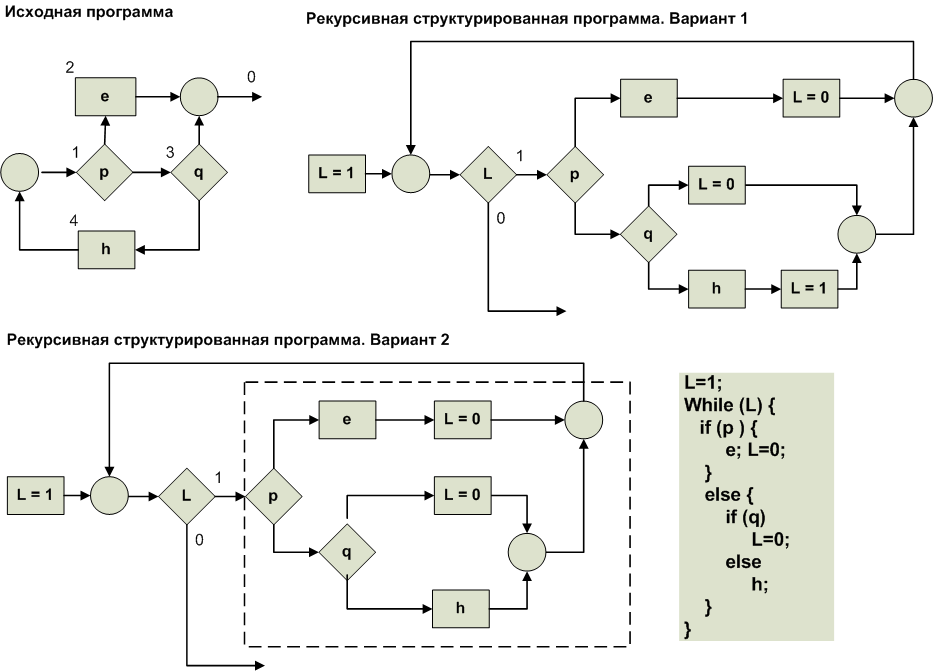 Исходная программа
Рекурсивная структурированная программа. Вариант 1
2
e
0
1
p
3
q
4
h
L = 1
L
1
0
p
e
L = 0
q
L = 0
h
L = 1
Рекурсивная структурированная программа. Вариант 2
L = 1
L
1
0
p
e
L = 0
q
L = 0
h
L=1;
While (L) {
if (p ) {
e; L=0;
}
else {
if (q)
L=0;
else
h;
}
}